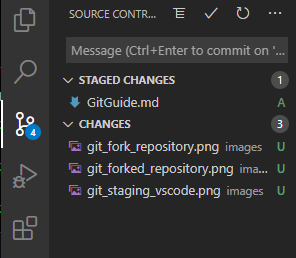 SOURCE CONTR...
Message (Ctrl+Enter to commit on '...
STAGED CHANGES 1
GitGuide.md A
CHANGES 3
git_fork_repository.png images U
git_forked_repository.png ima... U
git_staging_vscode.png images U
4